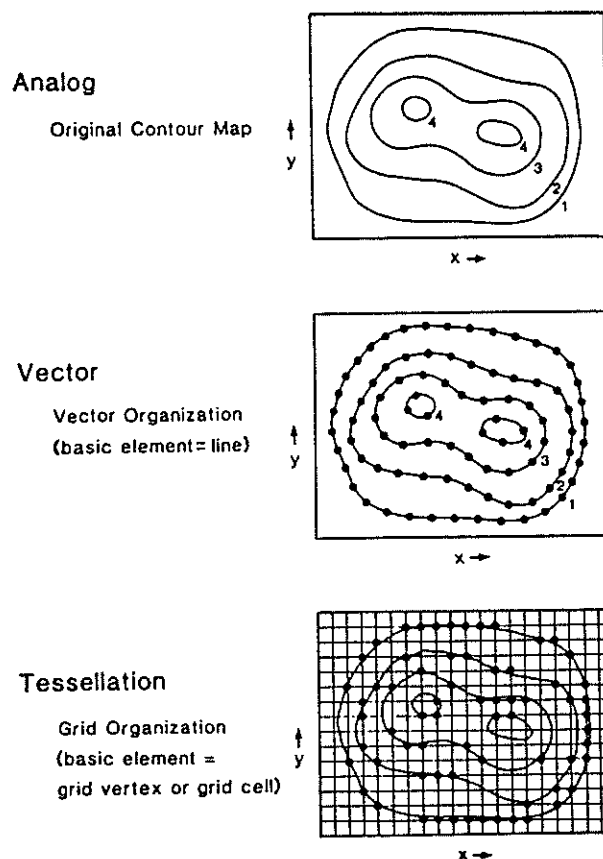 Analog
Original Contour Map
y
x →
4
4
3
2
1
Vector
Vector Organization
(basic element=line)
y
x →
4
4
3
2
1
Tessellation
Grid Organization
(basic element =
grid vertex or grid cell)
y
x →